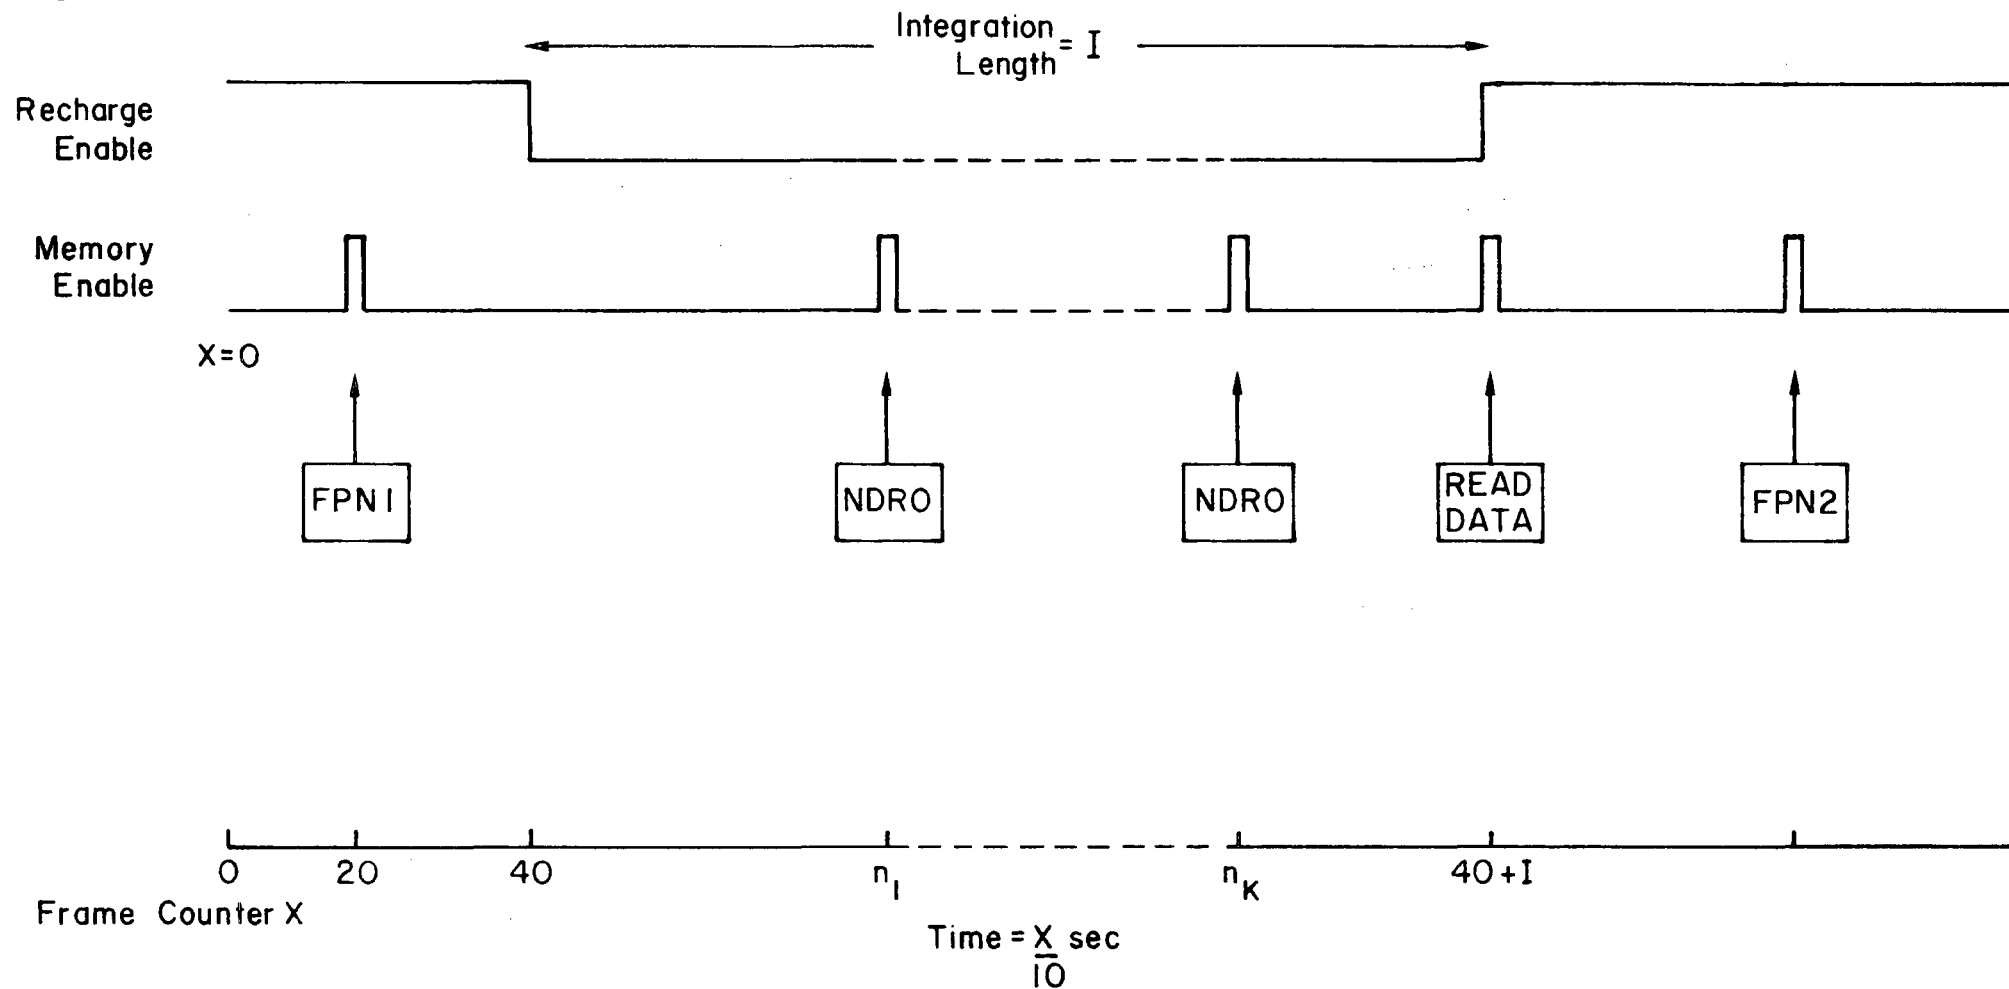 Integration
Length = I
Recharge
Enable
Memory
Enable
X=0
FPN1
NDRO
NDRO
READ
DATA
FPN2
0 20 40 n1 nK 40+I
Frame Counter X
Time = X sec
10